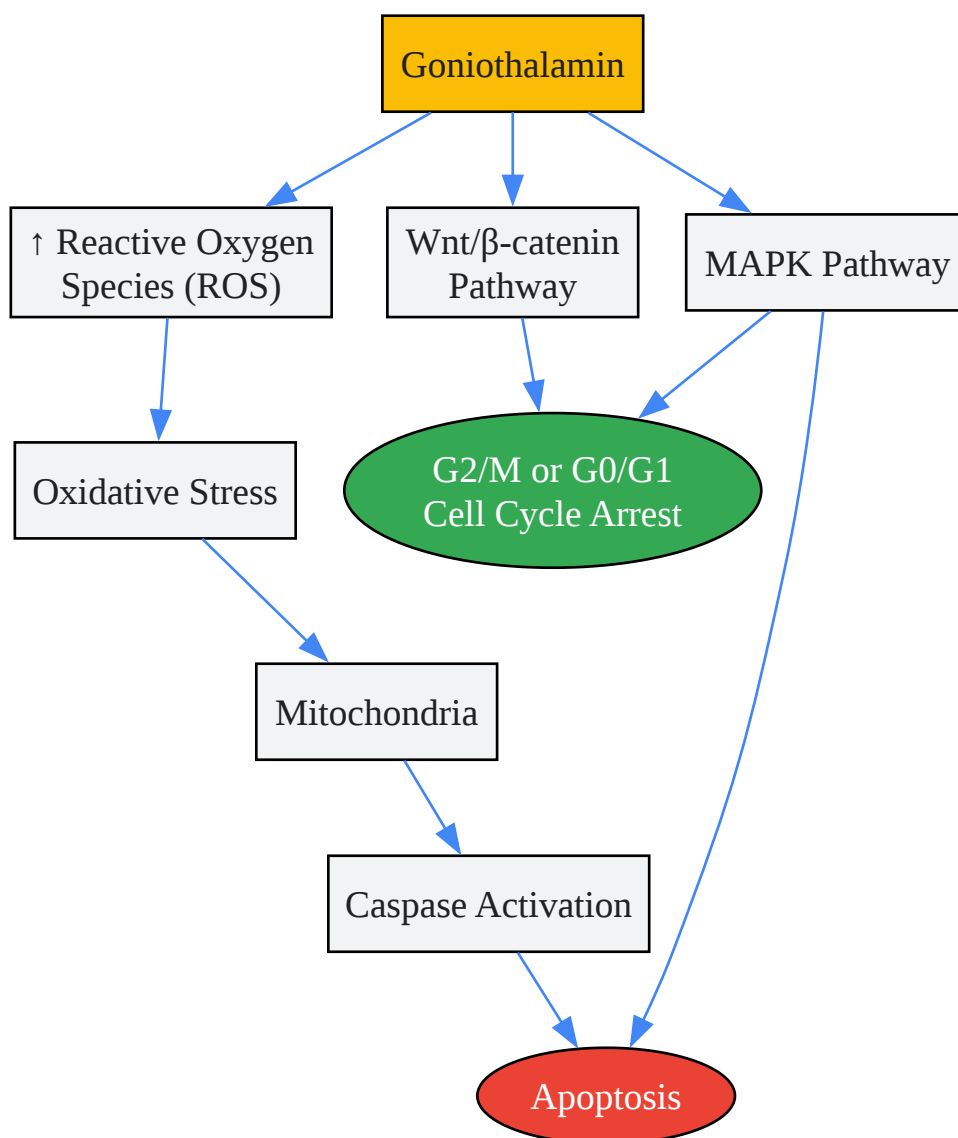 Goniothalamin
↑ Reactive Oxygen
Species (ROS)
Wnt/β-catenin
Pathway
MAPK Pathway
G2/M or G0/G1
Cell Cycle Arrest
Oxidative Stress
Mitochondria
Caspase Activation
Apoptosis